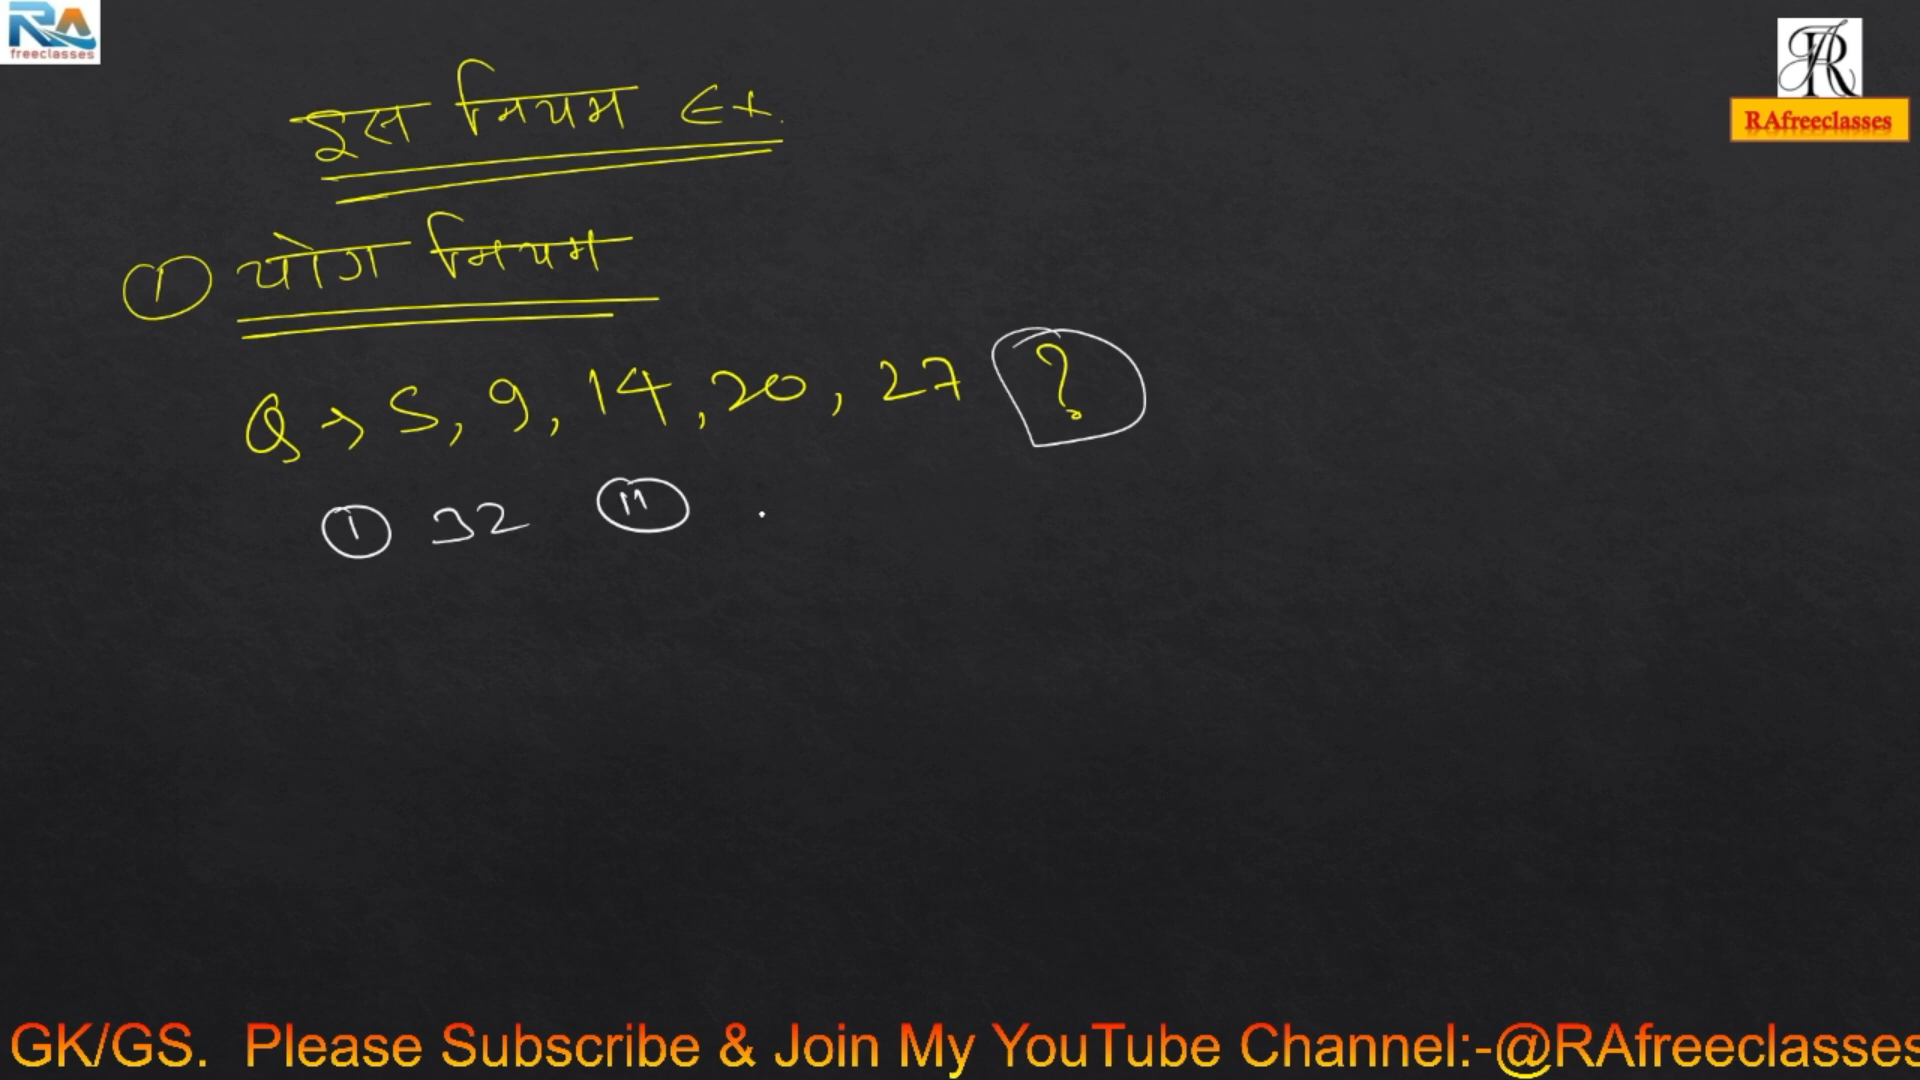 RA
freeclasses
RAfreeclasses
इस नियम Ex.
① योग नियम
Q → 5, 9, 14, 20, 27 ?
① 32 ⑪
GK/GS. Please Subscribe & Join My YouTube Channel:-@RAfreeclasses